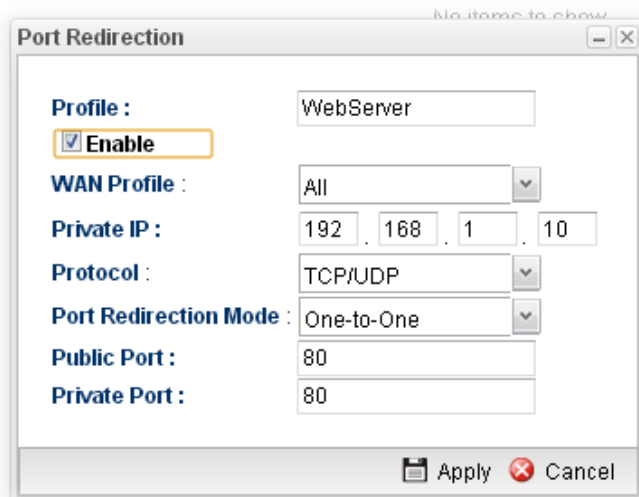 No items to show
Port Redirection
Profile : WebServer
Enable
WAN Profile : All
Private IP : 192 . 168 . 1 . 10
Protocol : TCP/UDP
Port Redirection Mode : One-to-One
Public Port : 80
Private Port : 80
Apply Cancel